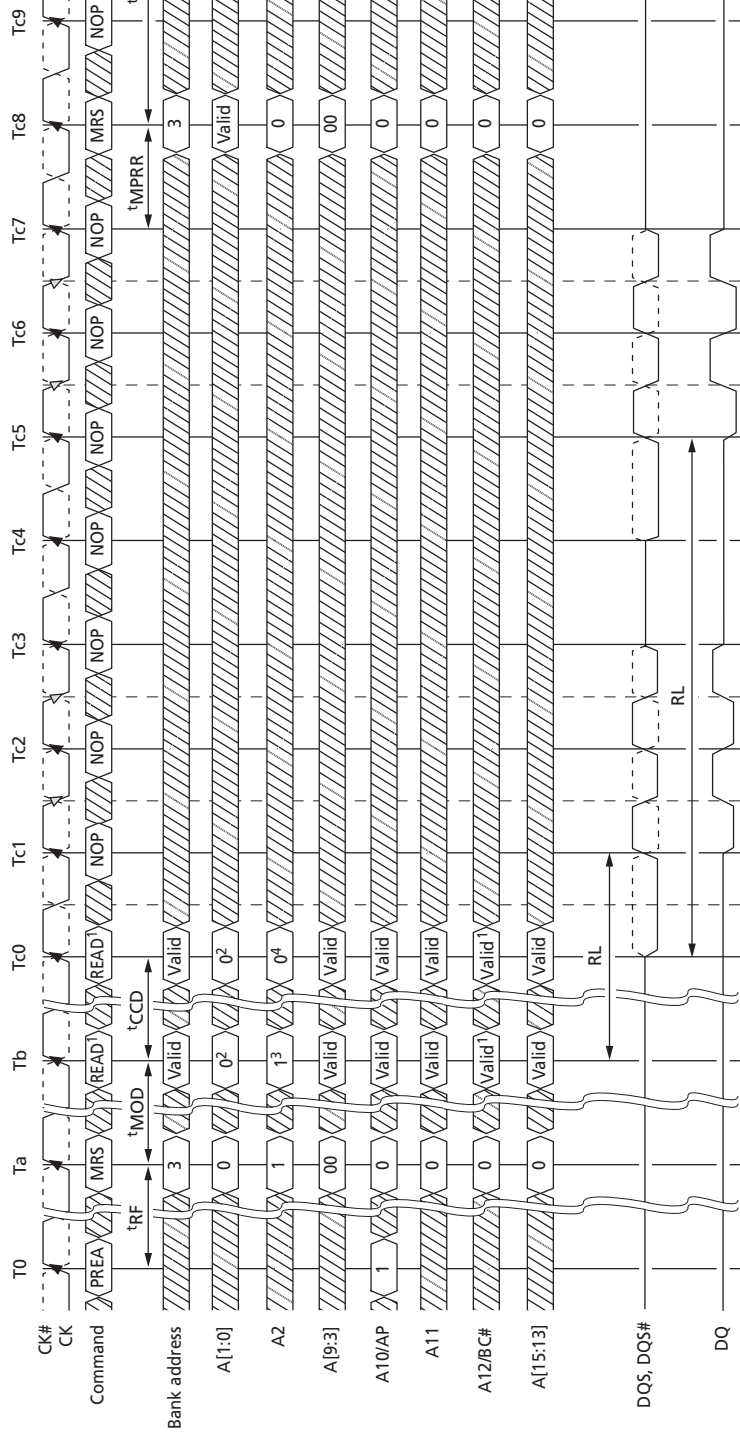 T0 Ta Tb Tc0 Tc1 Tc2 Tc3 Tc4 Tc5 Tc6 Tc7 Tc8 Tc9
CK#
CK
Command PREA MRS READ¹ READ¹ NOP NOP NOP NOP NOP NOP NOP MRS NOP
tRF tMOD tCCD tMPRR
Bank address 3 Valid Valid 3
A[1:0] 0 0² 0² Valid
A2 1 1³ 0⁴ 0
A[9:3] 00 Valid Valid 00
A10/AP 1 0 Valid Valid 0
A11 0 Valid Valid 0
A12/BC# 0 Valid¹ Valid¹ 0
A[15:13] 0 Valid Valid 0
RL
DQS, DQS#
RL
DQ